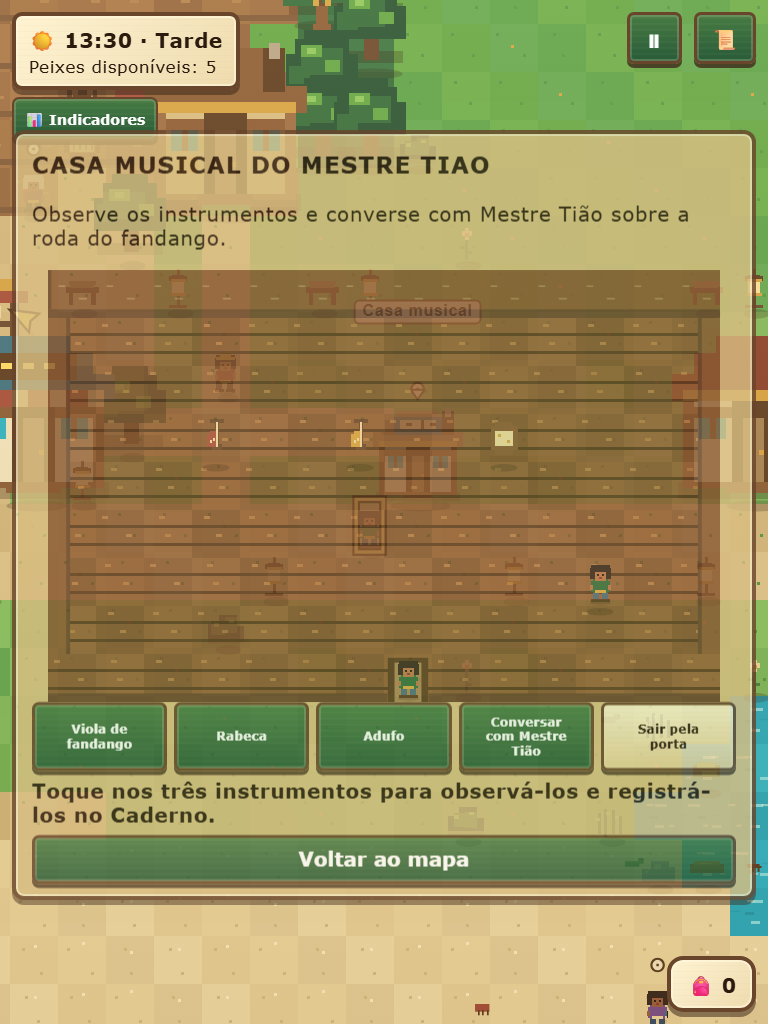 13:30 · Tarde
Peixes disponíveis: 5
Indicadores
CASA MUSICAL DO MESTRE TIAO
Observe os instrumentos e converse com Mestre Tião sobre a
roda do fandango.
Casa musical
Viola de
fandango
Rabeca
Adufo
Conversar
com Mestre
Tião
Sair pela
porta
Toque nos três instrumentos para observá-los e registrá-
los no Caderno.
Voltar ao mapa
0